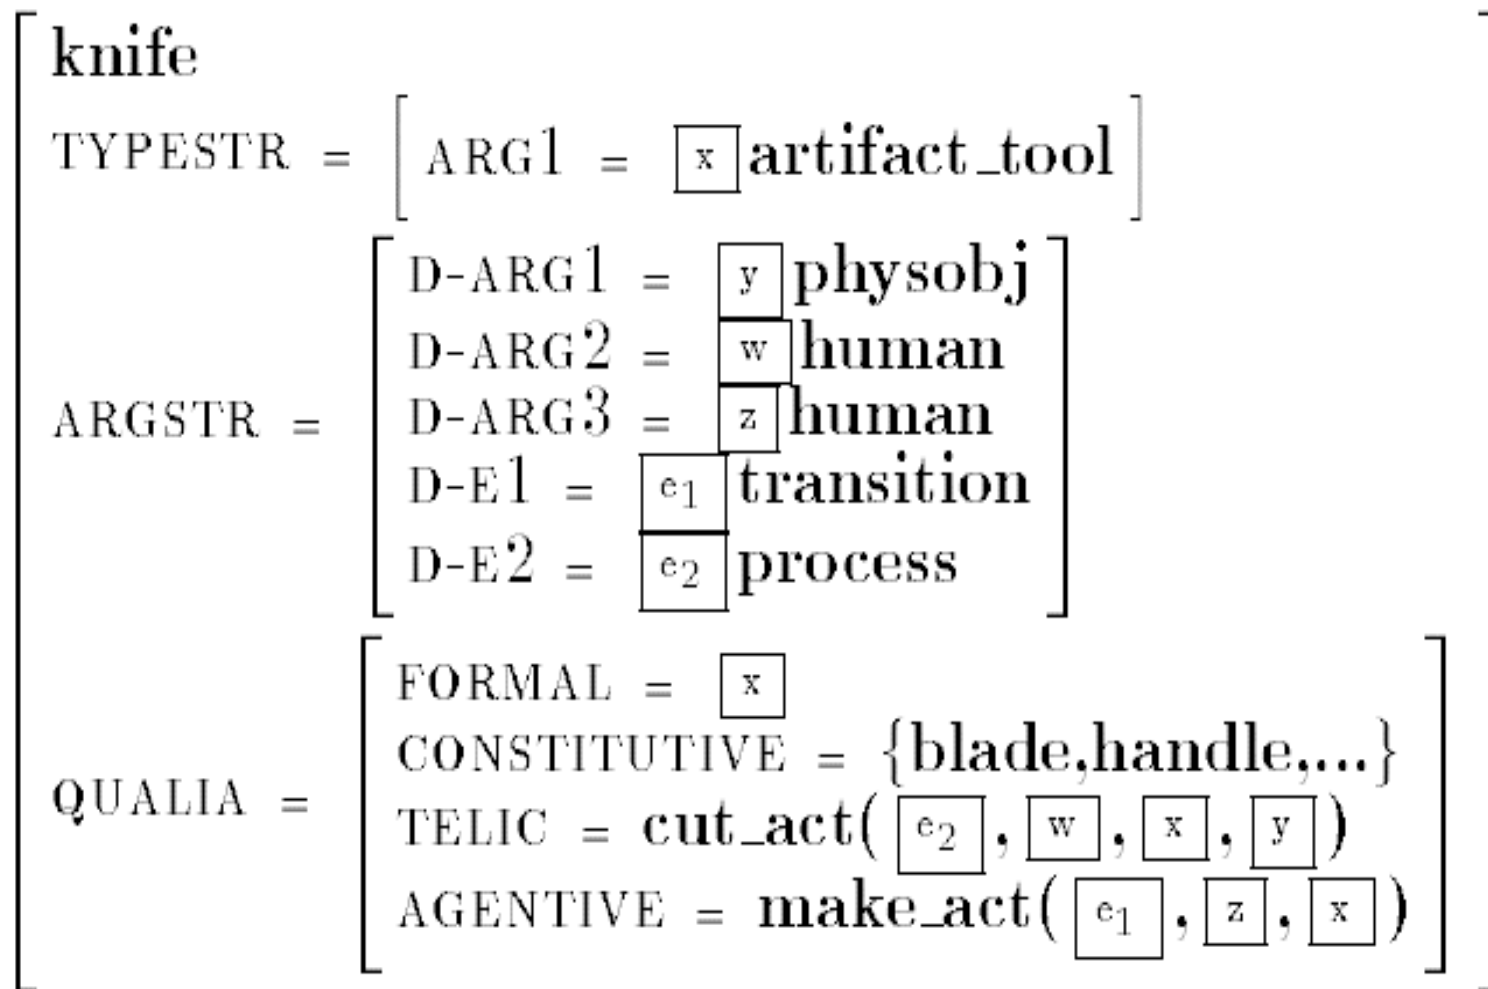 knife
TYPESTR = [ ARG1 = x artifact_tool ]
D-ARG1 = y physobj
D-ARG2 = w human
ARGSTR = D-ARG3 = z human
D-E1 = e₁ transition
D-E2 = e₂ process
FORMAL = x
CONSTITUTIVE = {blade,handle,...}
QUALIA = TELIC = cut_act( e₂ , w , x , y )
AGENTIVE = make_act( e₁ , z , x )